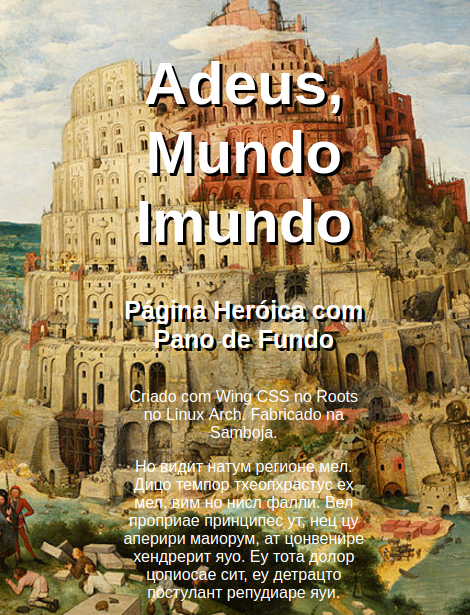 Adeus,
Mundo
Imundo
Página Heróica com
Pano de Fundo
Criado com Wing CSS no Roots
no Linux Arch. Fabricado na
Samboja.
Но видит натум регионе мел.
Дицо темпор тхеопхрастус ех
мел, вим но нисл фалли. Вел
проприае принципес ут, нец цу
аперири маиорум, ат цонвенире
хендрерит яуо. Еу тота долор
цопиосае сит, еу детрацто
постулант репудиаре яуи.